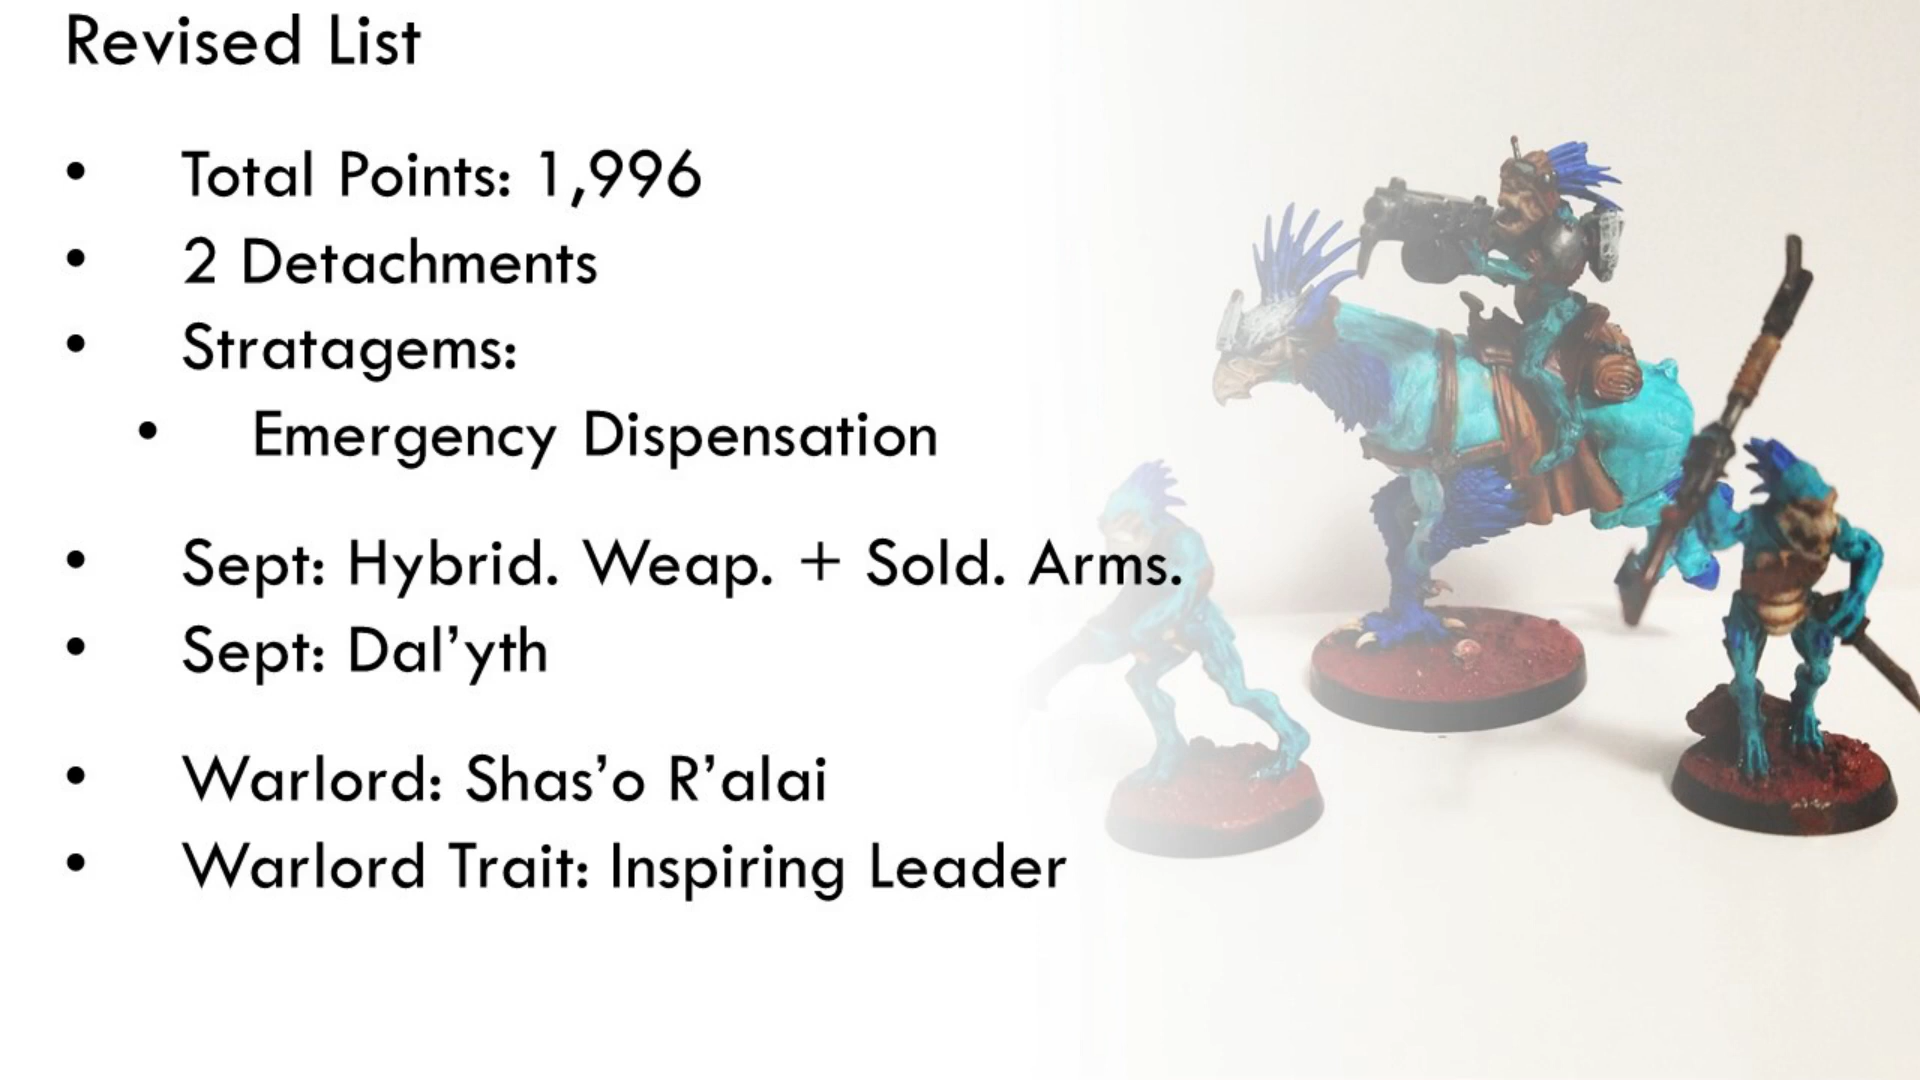 Revised List
• Total Points: 1,996
• 2 Detachments
• Stratagems:
• Emergency Dispensation
• Sept: Hybrid. Weap. + Sold. Arms.
• Sept: Dal’yth
• Warlord: Shas’o R’alai
• Warlord Trait: Inspiring Leader